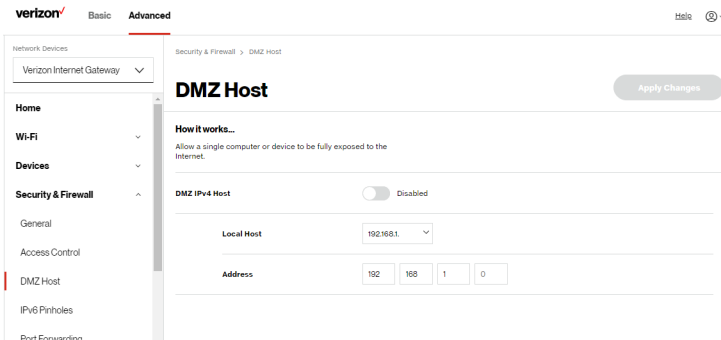 verizon✓ Basic Advanced Help
Network Devices
Verizon Internet Gateway
Home
Wi-Fi
Devices
Security & Firewall
General
Access Control
DMZ Host
IPv6 Pinholes
Port Forwarding
Security & Firewall > DMZ Host
DMZ Host Apply Changes
How it works...
Allow a single computer or device to be fully exposed to the
Internet.
DMZ IPv4 Host Disabled
Local Host 192.168.1.
Address 192 168 1 0